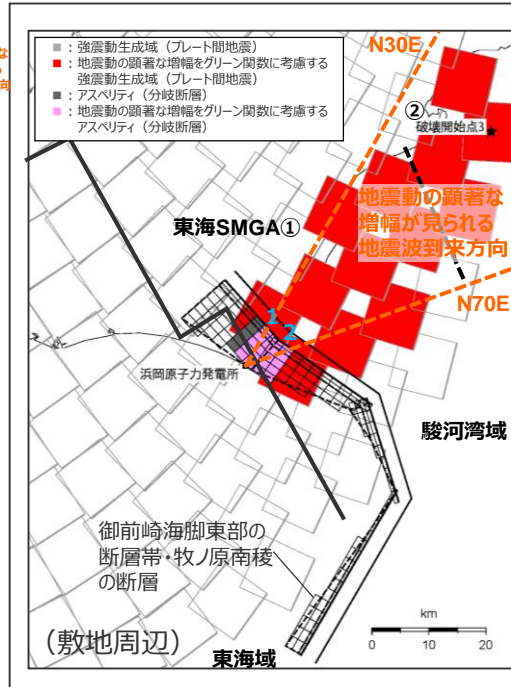 な
方向
■：強震動生成域（プレート間地震）
■：地震動の顕著な増幅をグリーン関数に考慮する
強震動生成域（プレート間地震）
■：アスペリティ（分岐断層）
■：地震動の顕著な増幅をグリーン関数に考慮する
アスペリティ（分岐断層）
N30E
②
破壊開始点3
地震動の顕著な
増幅が見られる
地震波到来方向
東海SMGA①
N70E
1
2
浜岡原子力発電所
駿河湾域
御前崎海脚東部の
断層帯・牧ノ原南稜
の断層
（敷地周辺）
東海域
km
0 10 20